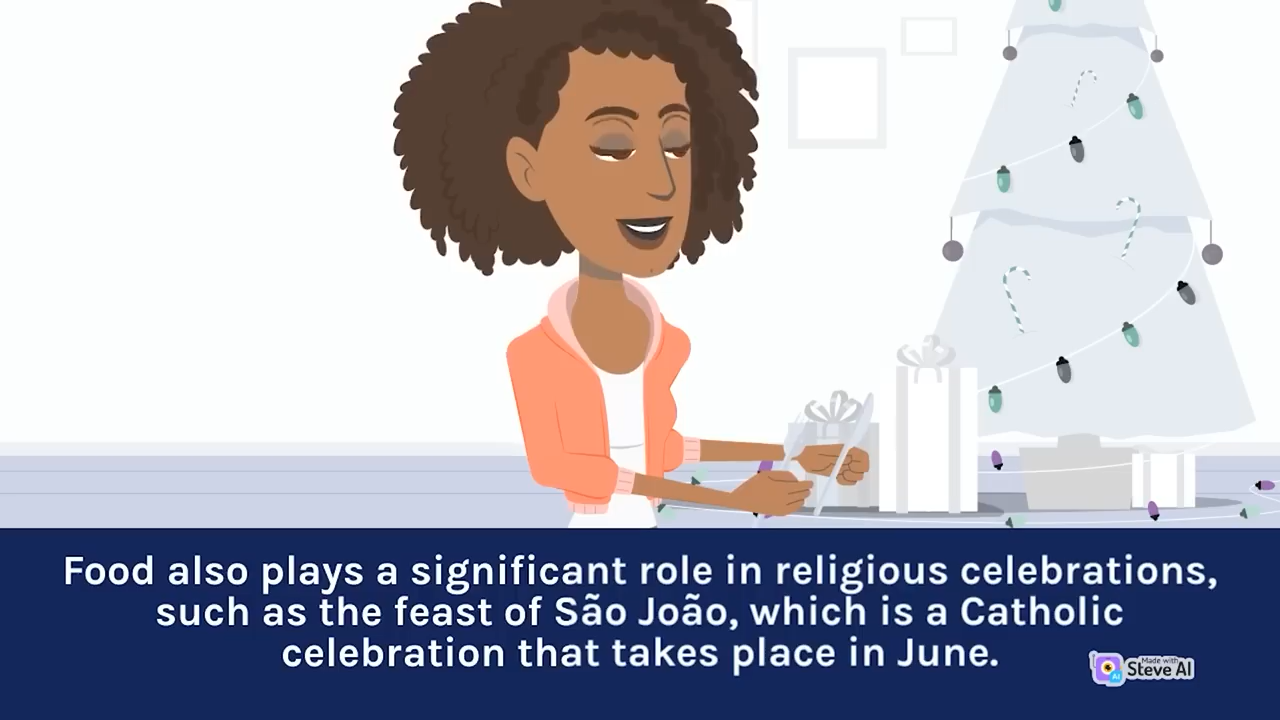 Food also plays a significant role in religious celebrations,
such as the feast of São João, which is a Catholic
celebration that takes place in June.
Made with
Steve AI
AI